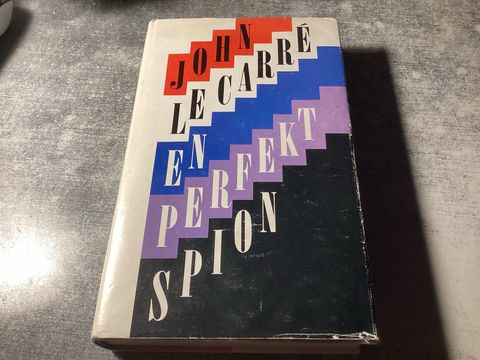 JOHN
LE CARRÉ
EN
PERFEKT
SPION